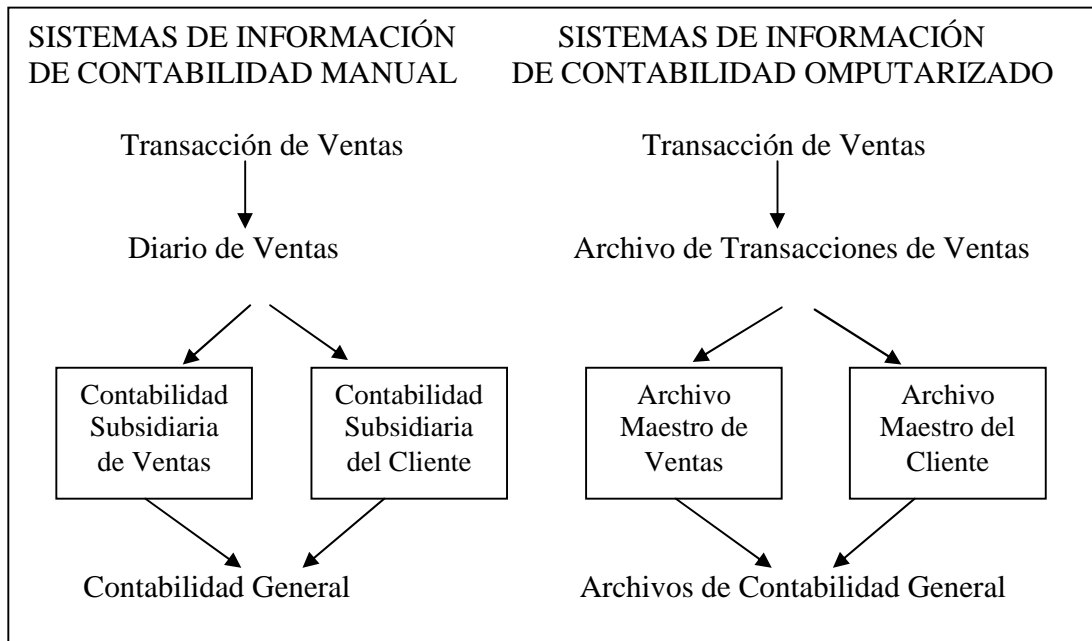 SISTEMAS DE INFORMACIÓN
DE CONTABILIDAD MANUAL
Transacción de Ventas
Diario de Ventas
Contabilidad
Subsidiaria
de Ventas
Contabilidad
Subsidiaria
del Cliente
Contabilidad General
SISTEMAS DE INFORMACIÓN
DE CONTABILIDAD OMPUTARIZADO
Transacción de Ventas
Archivo de Transacciones de Ventas
Archivo
Maestro de
Ventas
Archivo
Maestro del
Cliente
Archivos de Contabilidad General